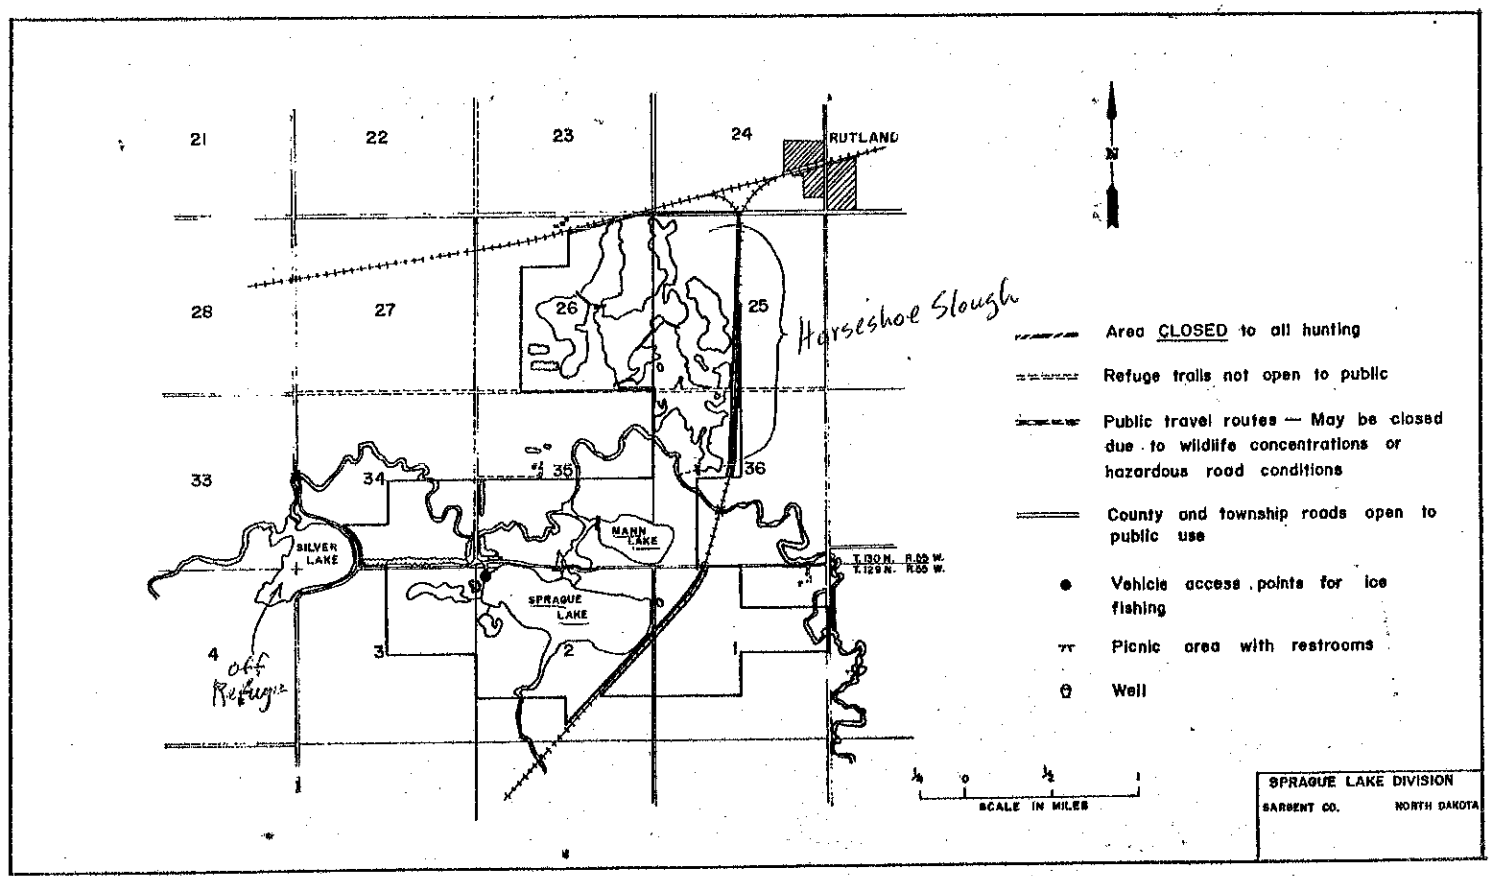 21 22 23 24
RUTLAND
N
28 27 26 25
Horseshoe Slough
Area CLOSED to all hunting
Refuge trails not open to public
Public travel routes — May be closed
due to wildlife concentrations or
hazardous road conditions
County and township roads open to
public use
Vehicle access points for ice
fishing
Picnic area with restrooms
Well
33 34 35 36
MANN
LAKE
SILVER
LAKE
T. 130 N. R. 55 W.
T. 129 N. R. 55 W.
SPRAGUE
LAKE
4 3 2 1
off
Refuge
1/4 0 1/2 1
SCALE IN MILES
SPRAGUE LAKE DIVISION
SARGENT CO. NORTH DAKOTA